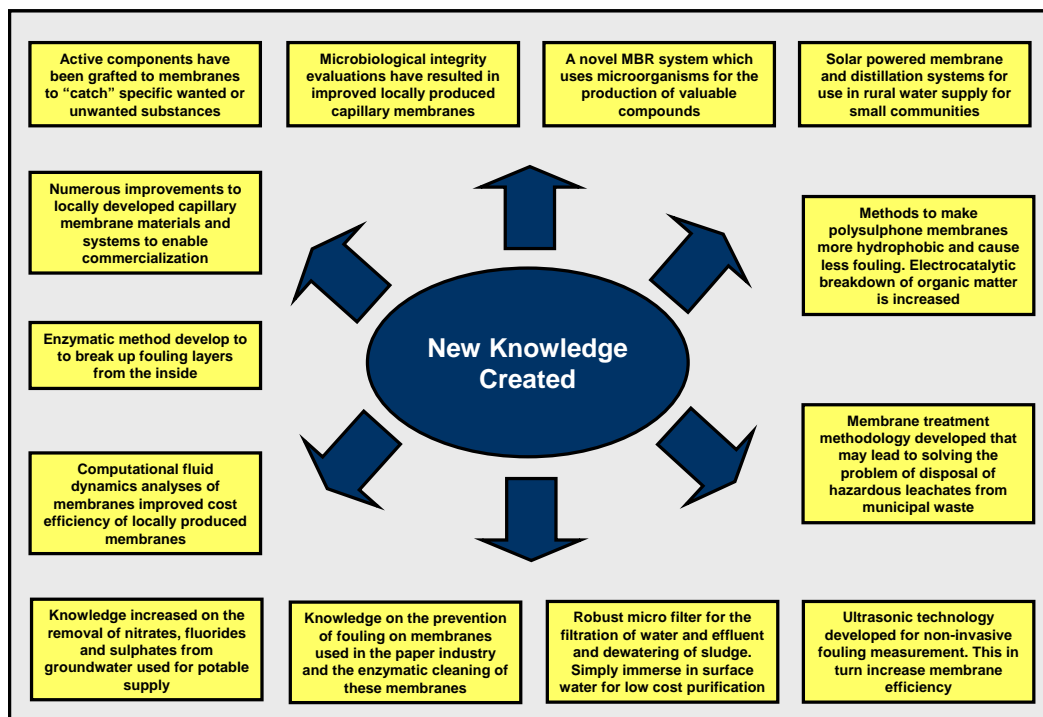 Active components have
been grafted to membranes
to “catch” specific wanted or
unwanted substances
Microbiological integrity
evaluations have resulted in
improved locally produced
capillary membranes
A novel MBR system which
uses microorganisms for the
production of valuable
compounds
Solar powered membrane
and distillation systems for
use in rural water supply for
small communities
Numerous improvements to
locally developed capillary
membrane materials and
systems to enable
commercialization
Methods to make
polysulphone membranes
more hydrophobic and cause
less fouling. Electrocatalytic
breakdown of organic matter
is increased
Enzymatic method develop to
to break up fouling layers
from the inside
New Knowledge
Created
Computational fluid
dynamics analyses of
membranes improved cost
efficiency of locally produced
membranes
Membrane treatment
methodology developed that
may lead to solving the
problem of disposal of
hazardous leachates from
municipal waste
Knowledge increased on the
removal of nitrates, fluorides
and sulphates from
groundwater used for potable
supply
Knowledge on the prevention
of fouling on membranes
used in the paper industry
and the enzymatic cleaning of
these membranes
Robust micro filter for the
filtration of water and effluent
and dewatering of sludge.
Simply immerse in surface
water for low cost purification
Ultrasonic technology
developed for non-invasive
fouling measurement. This in
turn increase membrane
efficiency